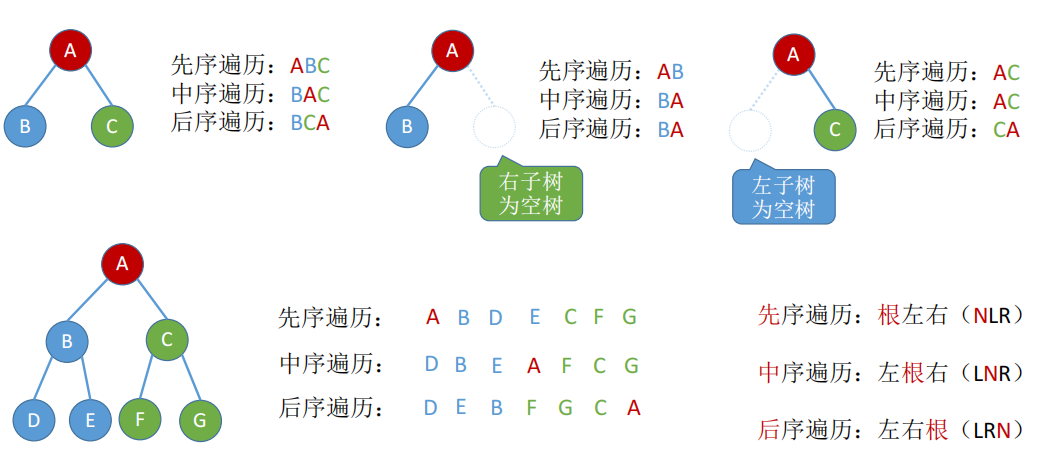 A
B
C
先序遍历：ABC
中序遍历：BAC
后序遍历：BCA
A
B
右子树
为空树
先序遍历：AB
中序遍历：BA
后序遍历：BA
A
C
左子树
为空树
先序遍历：AC
中序遍历：AC
后序遍历：CA
A
B
C
D
E
F
G
先序遍历： A B D E C F G
中序遍历： D B E A F C G
后序遍历： D E B F G C A
先序遍历：根左右（NLR）
中序遍历：左根右（LNR）
后序遍历：左右根（LRN）